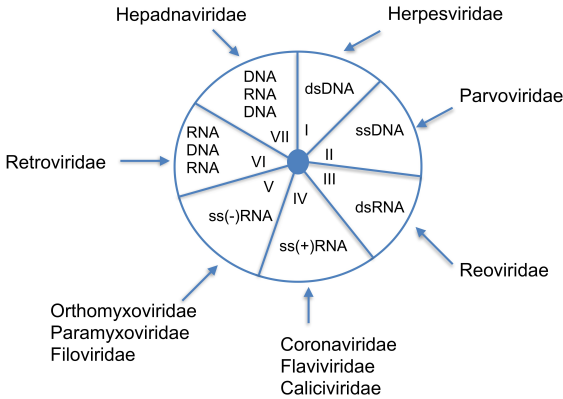 Hepadnaviridae
Herpesviridae
DNA
RNA
DNA
dsDNA
Parvoviridae
ssDNA
RNA
DNA
RNA
VII
I
II
Retroviridae
VI
III
V
IV
dsRNA
ss(-)RNA
ss(+)RNA
Reoviridae
Orthomyxoviridae
Paramyxoviridae
Filoviridae
Coronaviridae
Flaviviridae
Caliciviridae